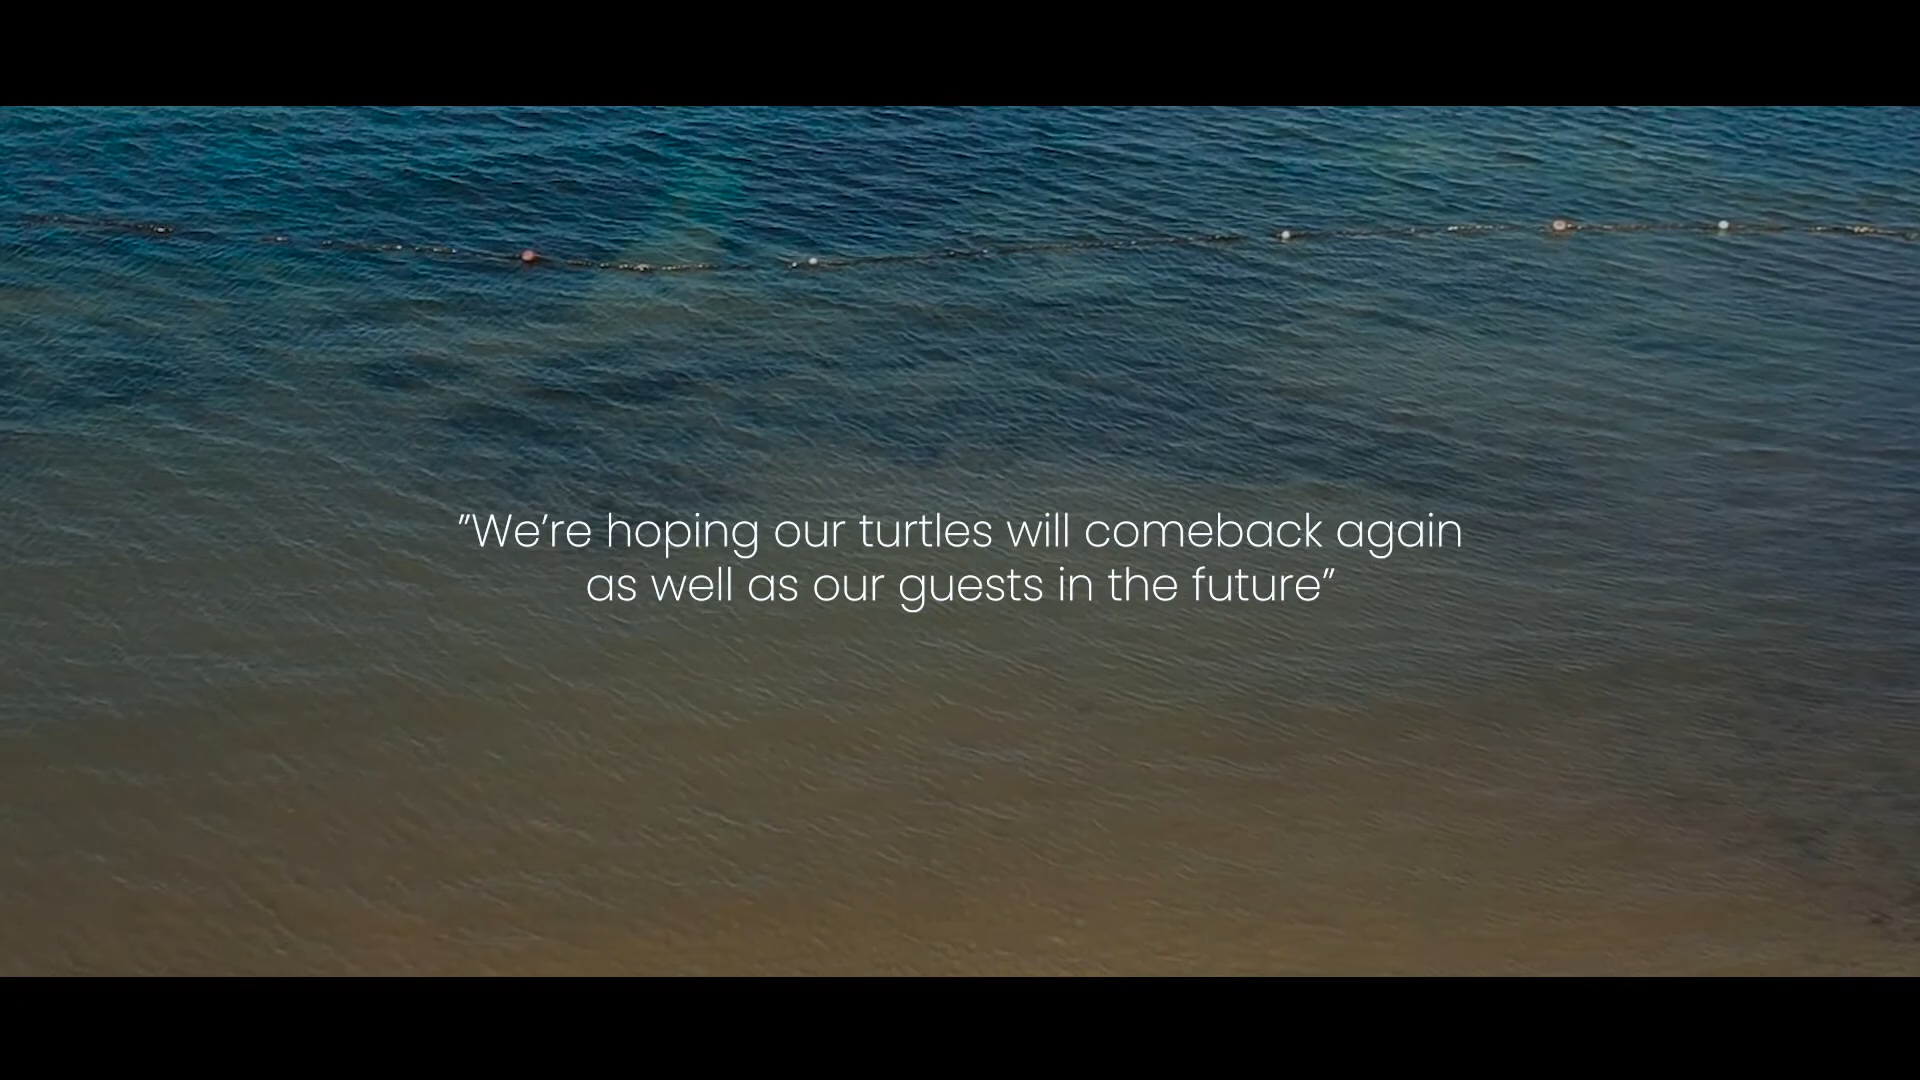 "We're hoping our turtles will comeback again
as well as our guests in the future"